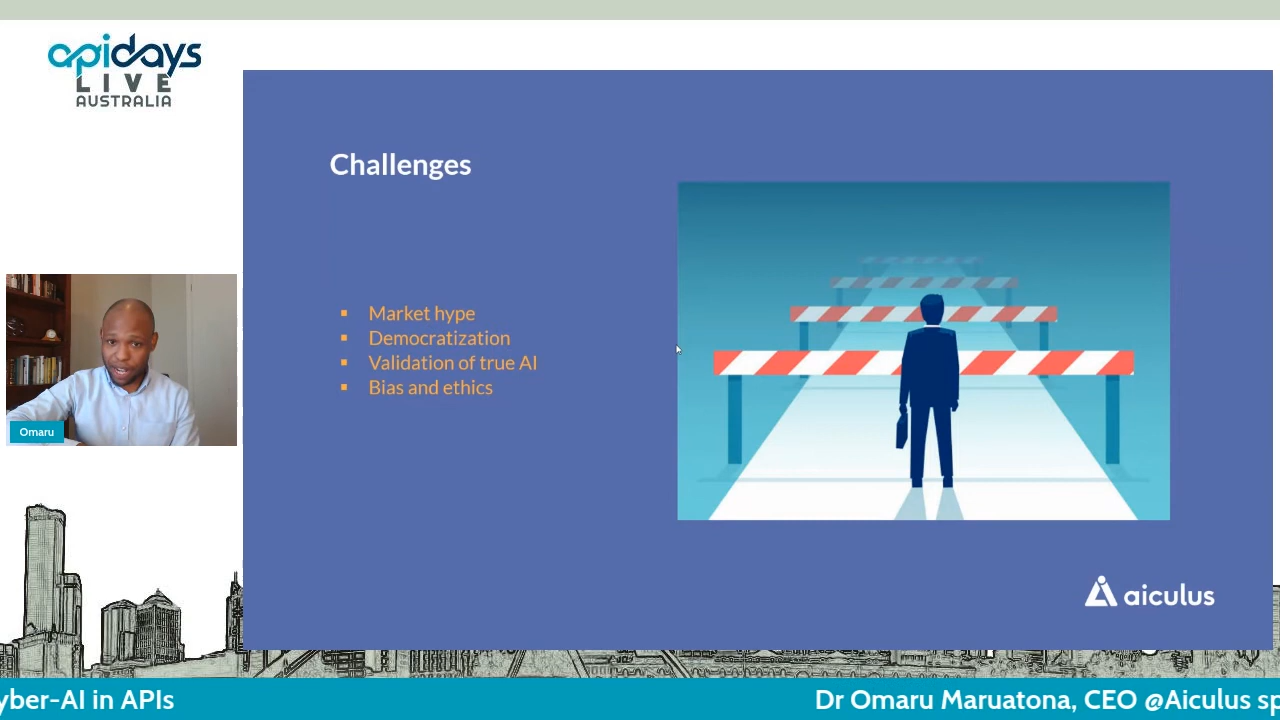 apidays
LIVE
AUSTRALIA
Challenges
▪ Market hype
▪ Democratization
▪ Validation of true AI
▪ Bias and ethics
Omaru
aiculus
yber-AI in APIs
Dr Omaru Maruatona, CEO @Aiculus sp